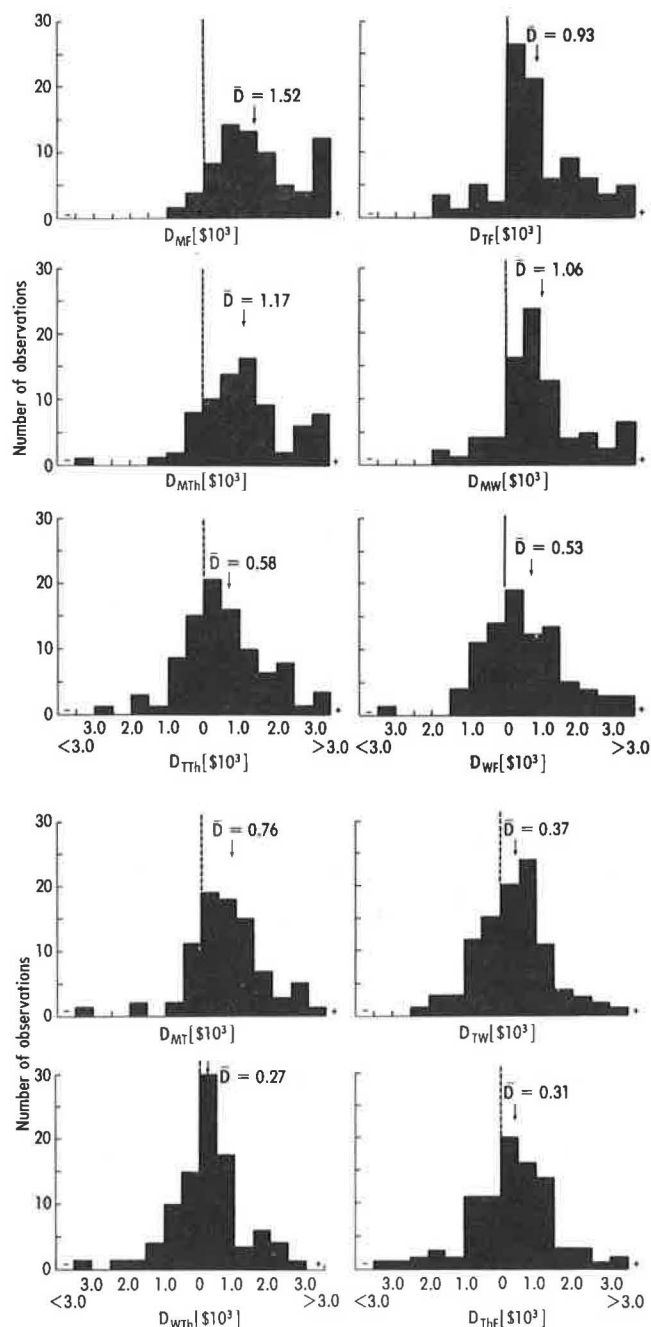 30
20
10
0
D̄ = 1.52
- +
D_MF[$10³]
D̄ = 0.93
- +
D_TF[$10³]
Number of observations
30
20
10
0
D̄ = 1.17
- +
D_MTh[$10³]
D̄ = 1.06
- +
D_MW[$10³]
30
20
10
0
D̄ = 0.58
- +
3.0 2.0 1.0 0 1.0 2.0 3.0
<3.0 >3.0
D_TTh[$10³]
D̄ = 0.53
- +
3.0 2.0 1.0 0 1.0 2.0 3.0
<3.0 >3.0
D_WF[$10³]
Number of observations
30
20
10
0
D̄ = 0.76
- +
D_MT[$10³]
D̄ = 0.37
- +
D_TW[$10³]
30
20
10
0
D̄ = 0.27
- +
3.0 2.0 1.0 0 1.0 2.0 3.0
<3.0 >3.0
D_WTh[$10³]
D̄ = 0.31
- +
3.0 2.0 1.0 0 1.0 2.0 3.0
<3.0 >3.0
D_ThF[$10³]